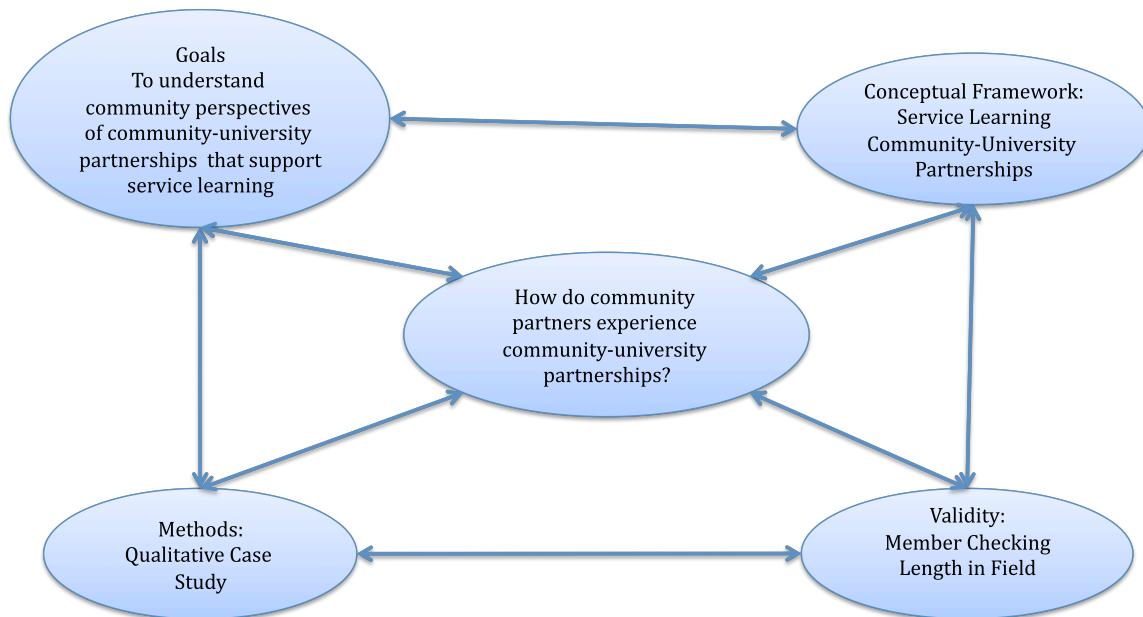 Goals
To understand
community perspectives
of community-university
partnerships  that support
service learning
Conceptual Framework:
Service Learning
Community-University
Partnerships
How do community
partners experience
community-university
partnerships?
Methods:
Qualitative Case
Study
Validity:
Member Checking
Length in Field